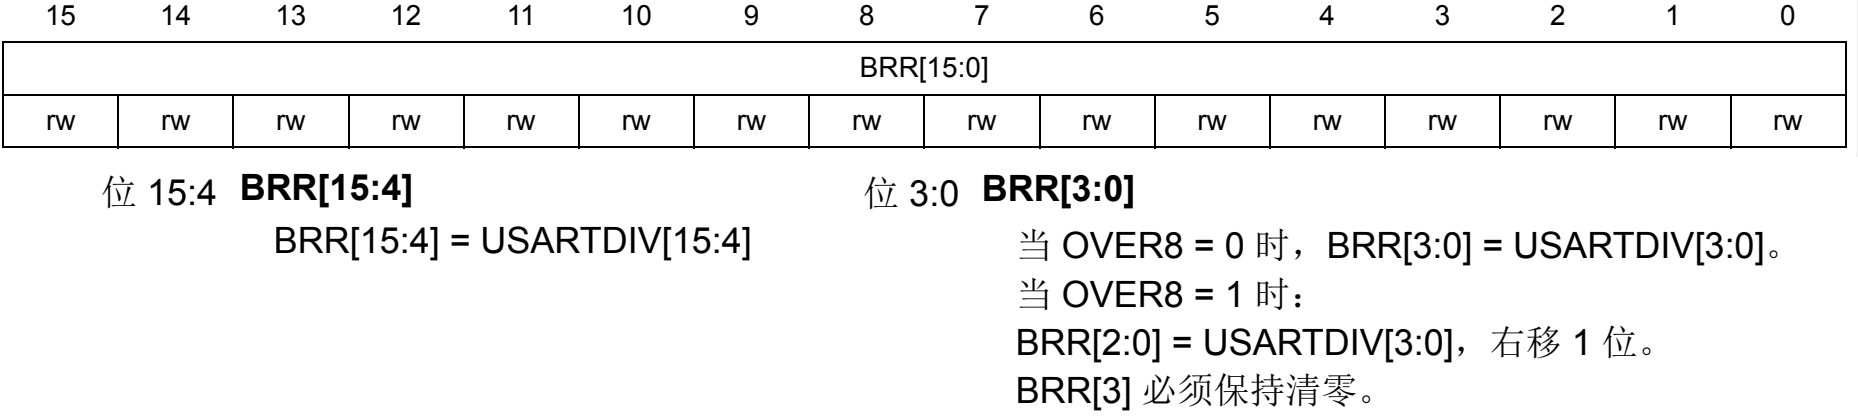 15 14 13 12 11 10 9 8 7 6 5 4 3 2 1 0
BRR[15:0]
rw rw rw rw rw rw rw rw rw rw rw rw rw rw rw rw
位 15:4 BRR[15:4]
BRR[15:4] = USARTDIV[15:4]
位 3:0 BRR[3:0]
当 OVER8 = 0 时，BRR[3:0] = USARTDIV[3:0]。
当 OVER8 = 1 时：
BRR[2:0] = USARTDIV[3:0]，右移 1 位。
BRR[3] 必须保持清零。